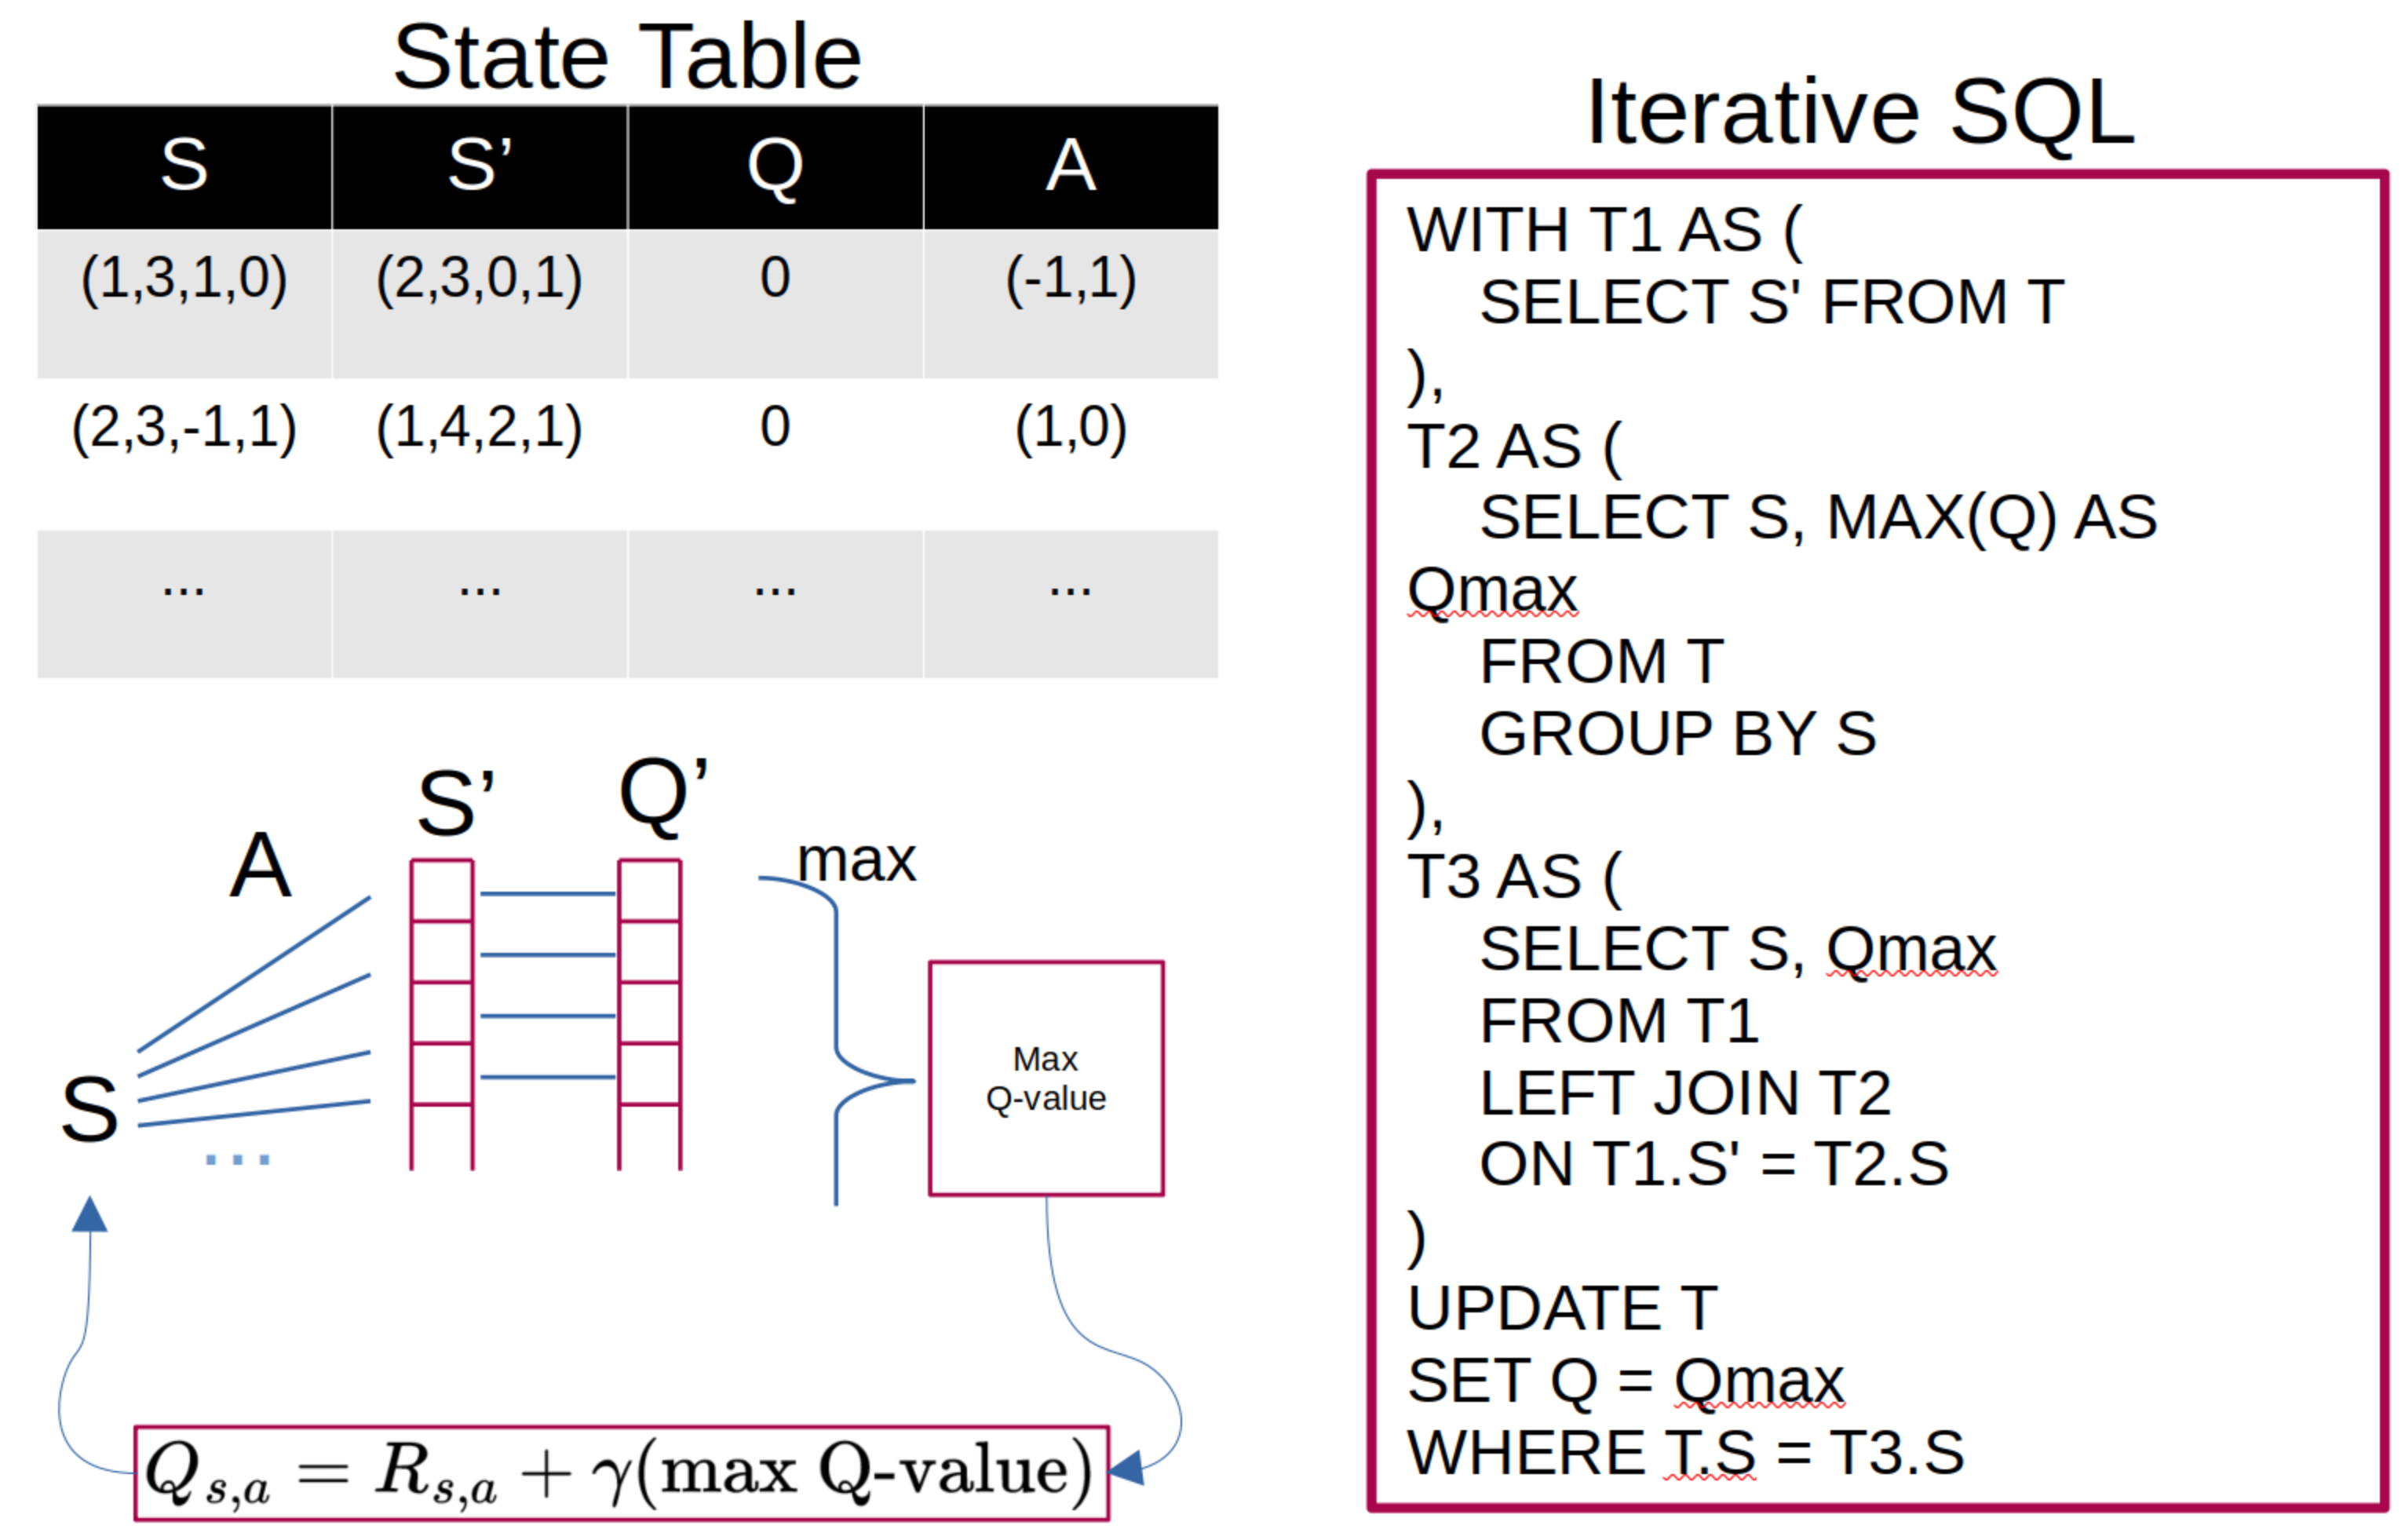 State Table
S S’ Q A
(1,3,1,0) (2,3,0,1) 0 (-1,1)
(2,3,-1,1) (1,4,2,1) 0 (1,0)
... ... ... ...
S’ Q’
A
max
S
...
Max
Q-value
Q_{s,a} = R_{s,a} + γ(max Q-value)
Iterative SQL
WITH T1 AS (
SELECT S' FROM T
),
T2 AS (
SELECT S, MAX(Q) AS
Qmax
FROM T
GROUP BY S
),
T3 AS (
SELECT S, Qmax
FROM T1
LEFT JOIN T2
ON T1.S' = T2.S
)
UPDATE T
SET Q = Qmax
WHERE T.S = T3.S